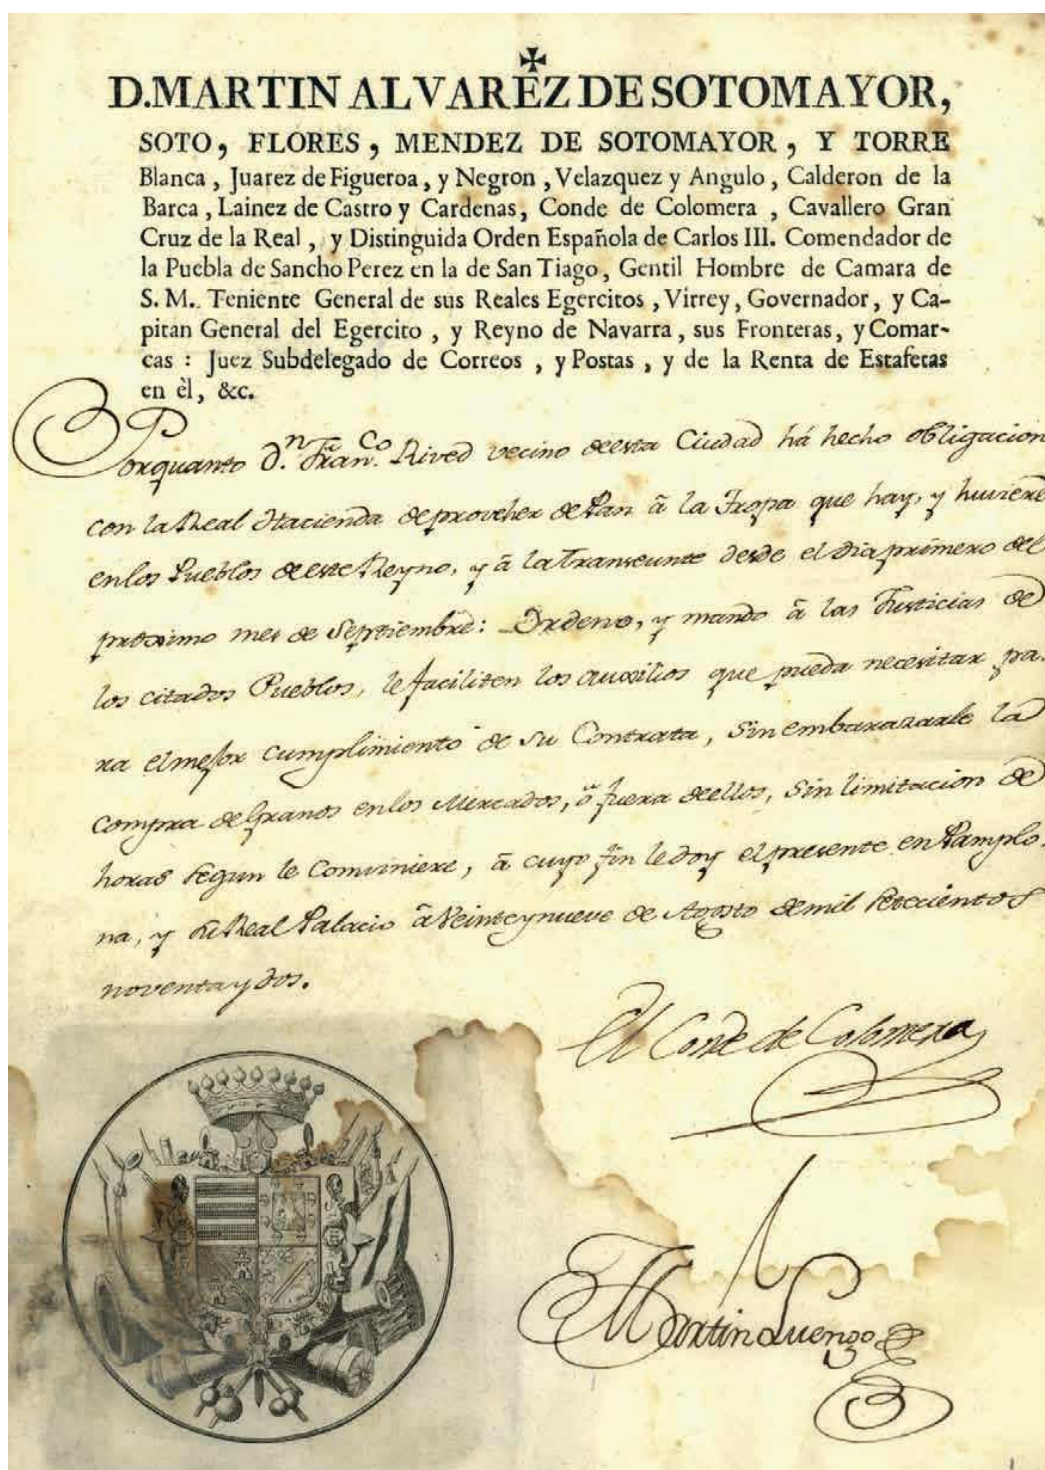 ✠
D. MARTIN ALVAREZ DE SOTOMAYOR,
SOTO, FLORES, MENDEZ DE SOTOMAYOR, Y TORRE
Blanca, Juarez de Figueroa, y Negron, Velazquez y Angulo, Calderon de la
Barca, Lainez de Castro y Cardenas, Conde de Colomera, Cavallero Gran
Cruz de la Real, y Distinguida Orden Española de Carlos III. Comendador de
la Puebla de Sancho Perez en la de San Tiago, Gentil Hombre de Camara de
S. M. Teniente General de sus Reales Egercitos, Virrey, Governador, y Ca-
pitan General del Egercito, y Reyno de Navarra, sus Fronteras, y Comar-
cas: Juez Subdelegado de Correos, y Postas, y de la Renta de Estafetas
en èl, &c.
Porquanto D.n Fran.co Rived vecino de esta Ciudad há hecho obligacion
con la Real Hacienda de proveher de Pan â la Tropa que hay, y huviere
en los Pueblos de este Reyno, y â la transeunte desde el dia primero del
proximo mes de Septiembre: Ordeno, y mando â las Justicias de
los citados Pueblos, le faciliten los auxilios que pueda necesitar pa-
ra el mejor cumplimiento de su Contrata, sin embarazarle la
compra de Granos en los Mercados, ô fuera de ellos, sin limitacion de
horas segun le conviniere, â cuyo fin le doy el presente en Pamplo-
na, y su Real Palacio â Veinte y nueve de Agosto de mil setecientos
noventa y dos.
El Conde de Colomera
Martin Luengo